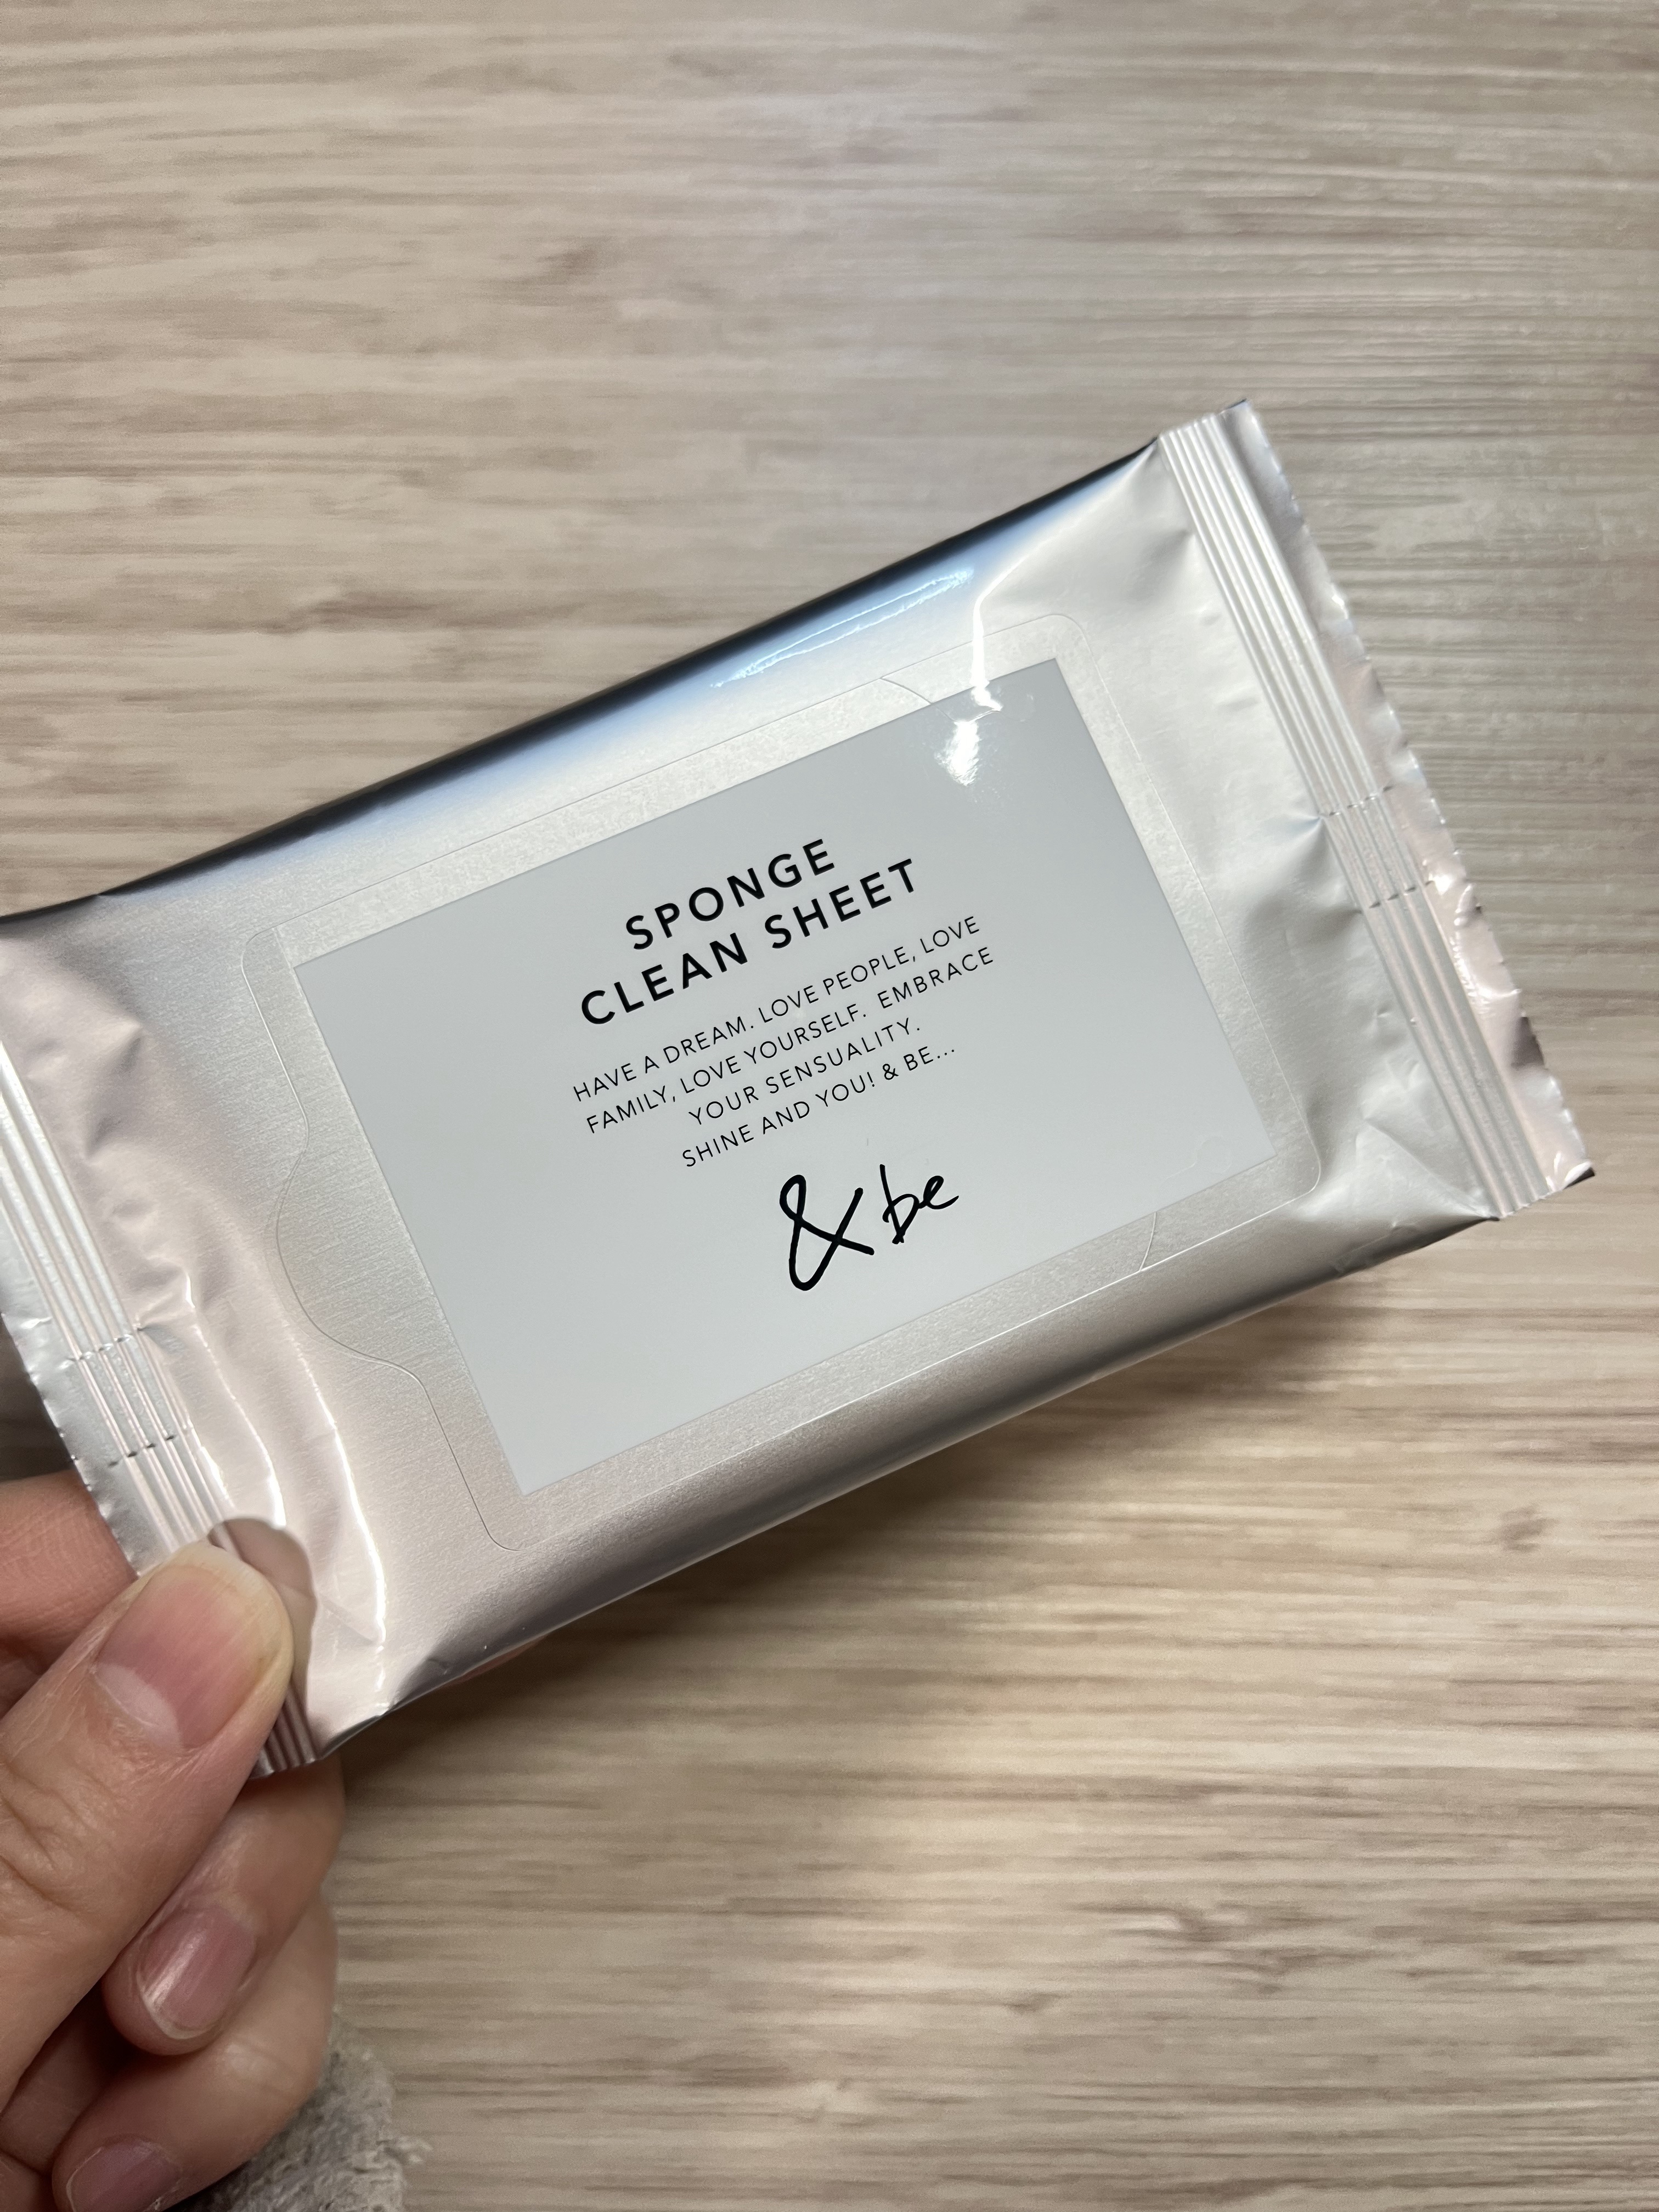 SPONGE
CLEAN SHEET
HAVE A DREAM. LOVE PEOPLE, LOVE
FAMILY, LOVE YOURSELF. EMBRACE
YOUR SENSUALITY.
SHINE AND YOU! & BE...
& be